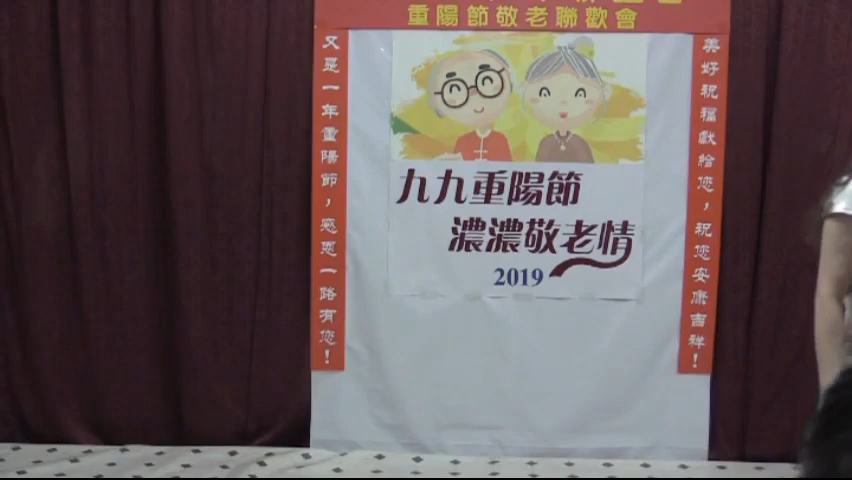 重陽節敬老聯歡會
又是一年重陽節，感恩一路有您！
九九重陽節
濃濃敬老情
2019
美好祝福獻給您，祝您安康吉祥！